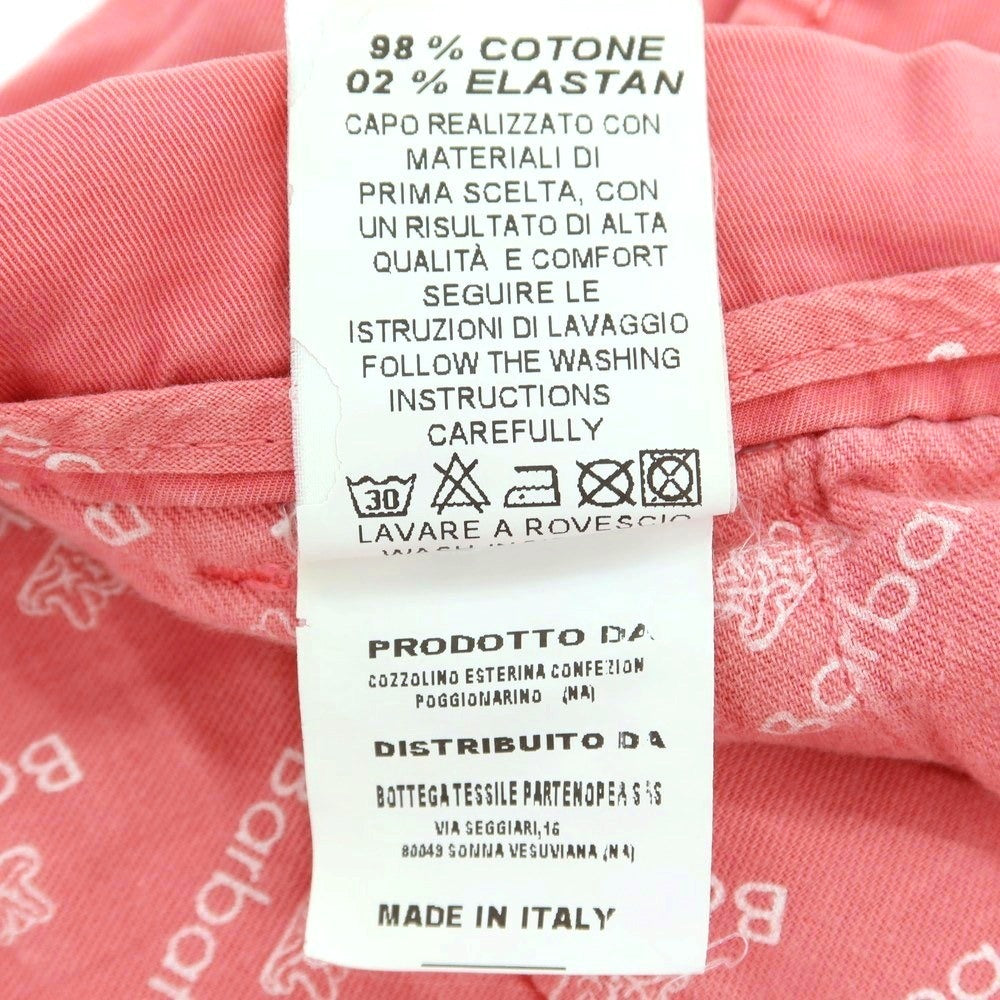 98 % COTONE
02 % ELASTAN
CAPO REALIZZATO CON
MATERIALI DI
PRIMA SCELTA, CON
UN RISULTATO DI ALTA
QUALITÀ E COMFORT
SEGUIRE LE
ISTRUZIONI DI LAVAGGIO
FOLLOW THE WASHING
INSTRUCTIONS
CAREFULLY
30
LAVARE A ROVESCIO
PRODOTTO DA
COZZOLINO ESTERINA CONFEZION
POGGIOMARINO (NA)
DISTRIBUITO DA
BOTTEGA TESSILE PARTENOPEA SAS
VIA SEGGIARI,16
80049 SOMMA VESUVIANA (NA)
MADE IN ITALY
Bar
Barbar
B